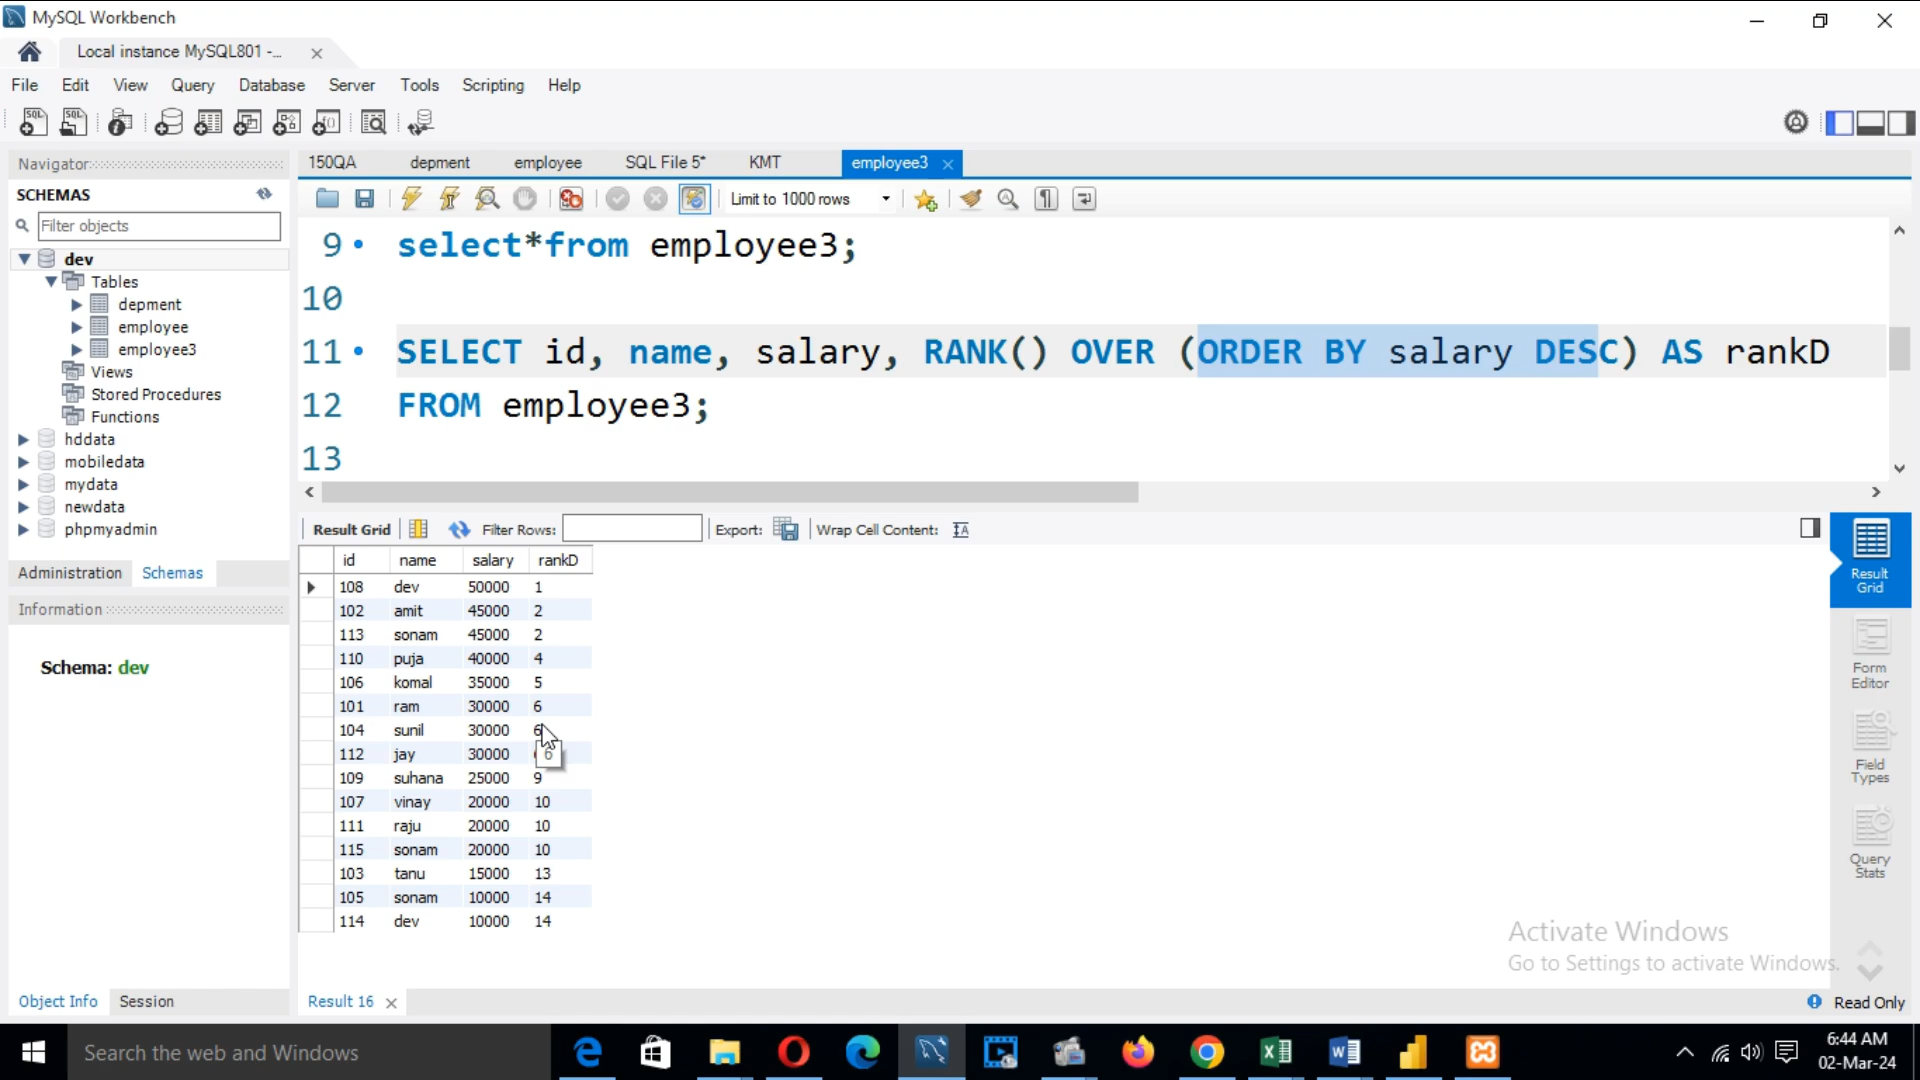 MySQL Workbench
Local instance MySQL801 -...
File Edit View Query Database Server Tools Scripting Help
Navigator
150QA depment employee SQL File 5* KMT employee3
SCHEMAS
Limit to 1000 rows
Filter objects
dev
Tables
depment
employee
employee3
Views
Stored Procedures
Functions
hddata
mobiledata
mydata
newdata
phpmyadmin
Administration Schemas
Information
Schema: dev
Object Info Session
9 select*from employee3;
10
11 SELECT id, name, salary, RANK() OVER (ORDER BY salary DESC) AS rankD
12 FROM employee3;
13
Result Grid Filter Rows: Export: Wrap Cell Content:
id name salary rankD
108 dev 50000 1
102 amit 45000 2
113 sonam 45000 2
110 puja 40000 4
106 komal 35000 5
101 ram 30000 6
104 sunil 30000 6
112 jay 30000 6
109 suhana 25000 9
107 vinay 20000 10
111 raju 20000 10
115 sonam 20000 10
103 tanu 15000 13
105 sonam 10000 14
114 dev 10000 14
Result
Grid
Form
Editor
Field
Types
Query
Stats
Activate Windows
Go to Settings to activate Windows.
Result 16 Read Only
Search the web and Windows
6:44 AM
02-Mar-24